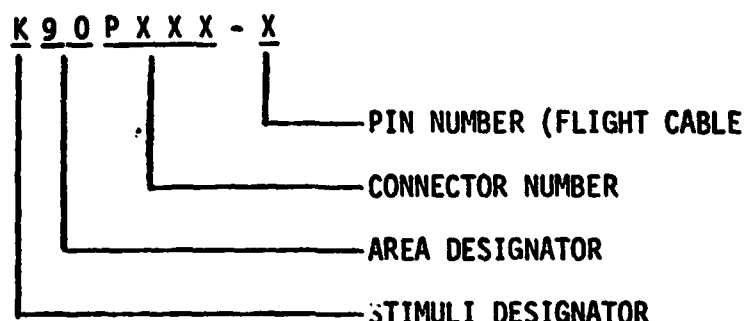 K 9 0 P X X X - X
PIN NUMBER (FLIGHT CABLE
CONNECTOR NUMBER
AREA DESIGNATOR
STIMULI DESIGNATOR